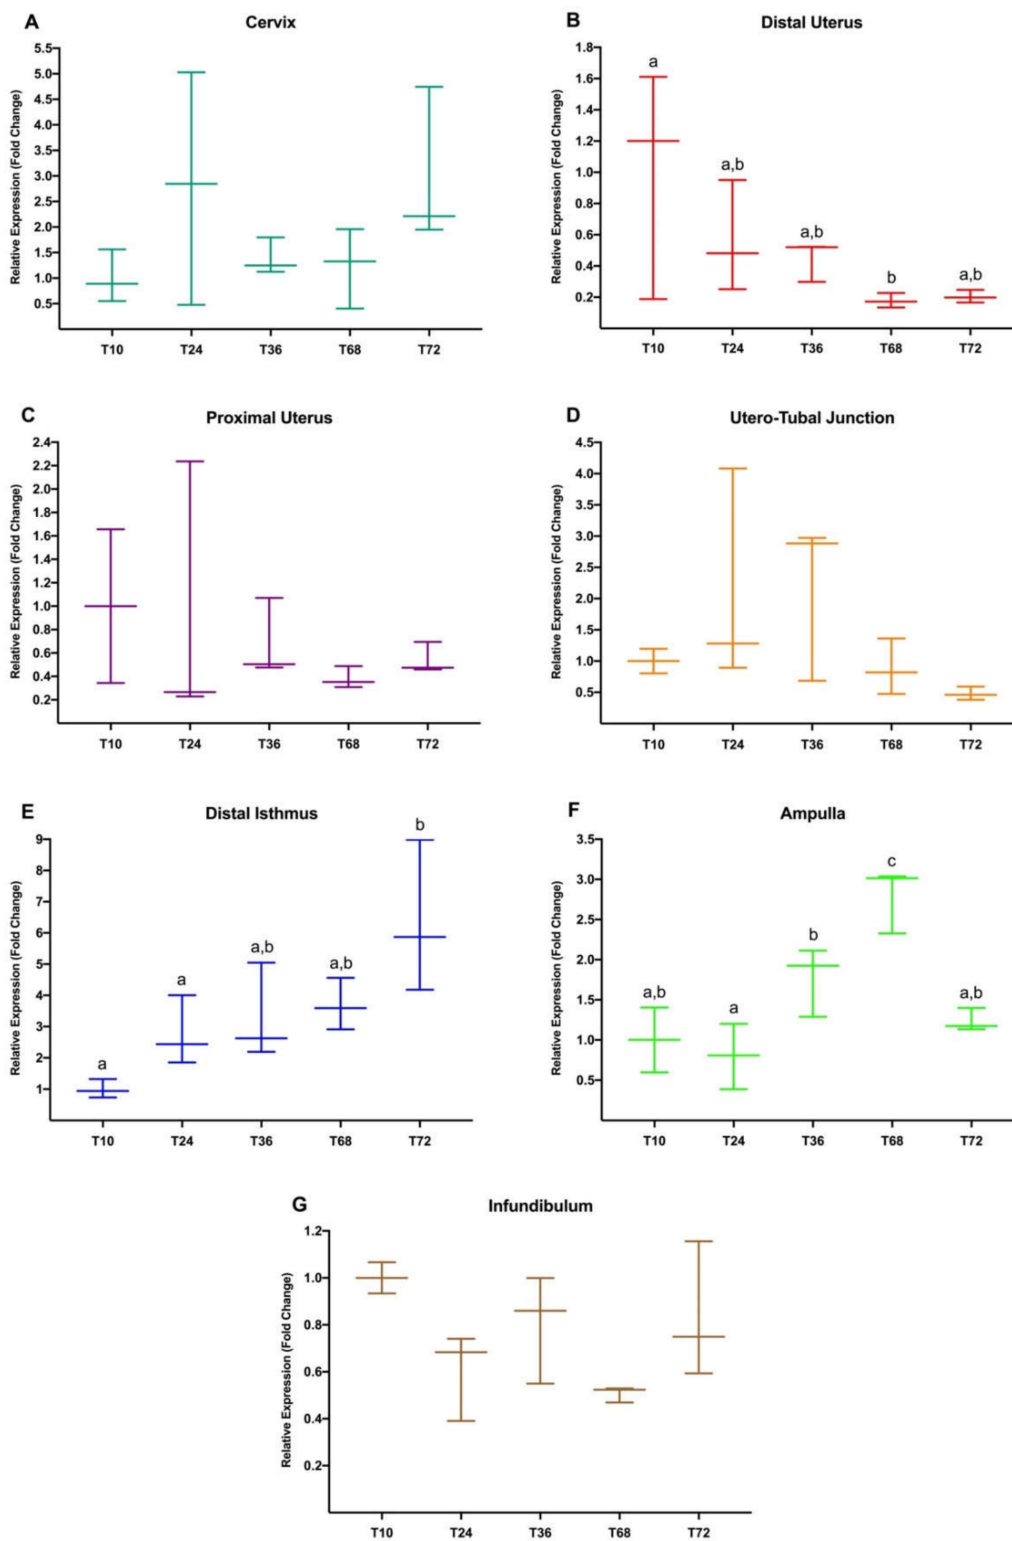 A Cervix
Relative Expression (Fold Change)
5.5
5.0
4.5
4.0
3.5
3.0
2.5
2.0
1.5
1.0
0.5
T10 T24 T36 T68 T72
B Distal Uterus
Relative Expression (Fold Change)
1.8
1.6
1.4
1.2
1.0
0.8
0.6
0.4
0.2
a a,b a,b b a,b
T10 T24 T36 T68 T72
C Proximal Uterus
Relative Expression (Fold Change)
2.4
2.2
2.0
1.8
1.6
1.4
1.2
1.0
0.8
0.6
0.4
0.2
T10 T24 T36 T68 T72
D Utero-Tubal Junction
Relative Expression (Fold Change)
4.5
4.0
3.5
3.0
2.5
2.0
1.5
1.0
0.5
T10 T24 T36 T68 T72
E Distal Isthmus
Relative Expression (Fold Change)
9
8
7
6
5
4
3
2
1
a a a,b a,b b
T10 T24 T36 T68 T72
F Ampulla
Relative Expression (Fold Change)
3.5
3.0
2.5
2.0
1.5
1.0
0.5
a,b a b c a,b
T10 T24 T36 T68 T72
G Infundibulum
Relative Expression (Fold Change)
1.2
1.0
0.8
0.6
0.4
0.2
T10 T24 T36 T68 T72